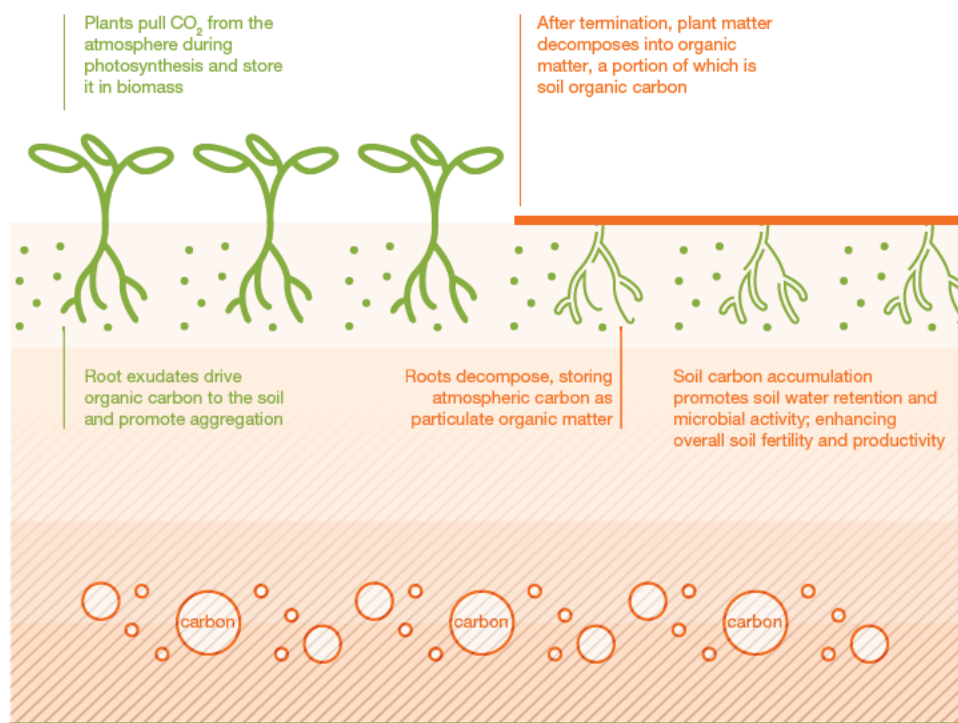 Plants pull CO₂ from the
atmosphere during
photosynthesis and store
it in biomass
After termination, plant matter
decomposes into organic
matter, a portion of which is
soil organic carbon
Root exudates drive
organic carbon to the soil
and promote aggregation
Roots decompose, storing
atmospheric carbon as
particulate organic matter
Soil carbon accumulation
promotes soil water retention and
microbial activity; enhancing
overall soil fertility and productivity
carbon
carbon
carbon